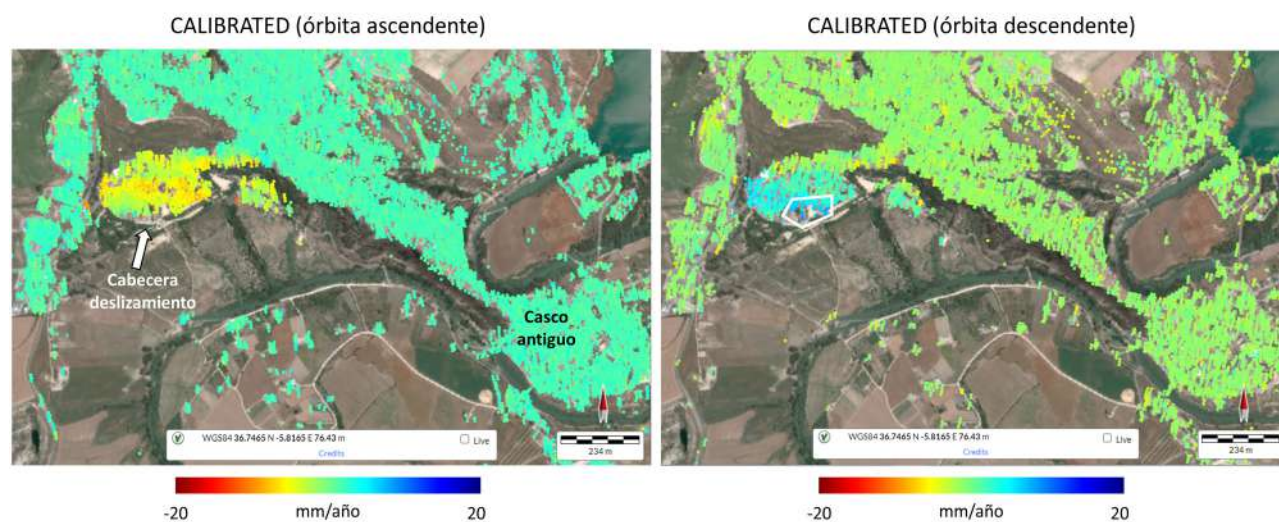 CALIBRATED (órbita ascendente)
CALIBRATED (órbita descendente)
Cabecera
deslizamiento
Casco
antiguo
WGS84 36.7465 N -5.8165 E 76.43 m
Live
Credits
234 m
WGS84 36.7465 N -5.8165 E 76.43 m
Live
Credits
234 m
-20
mm/año
20
-20
mm/año
20